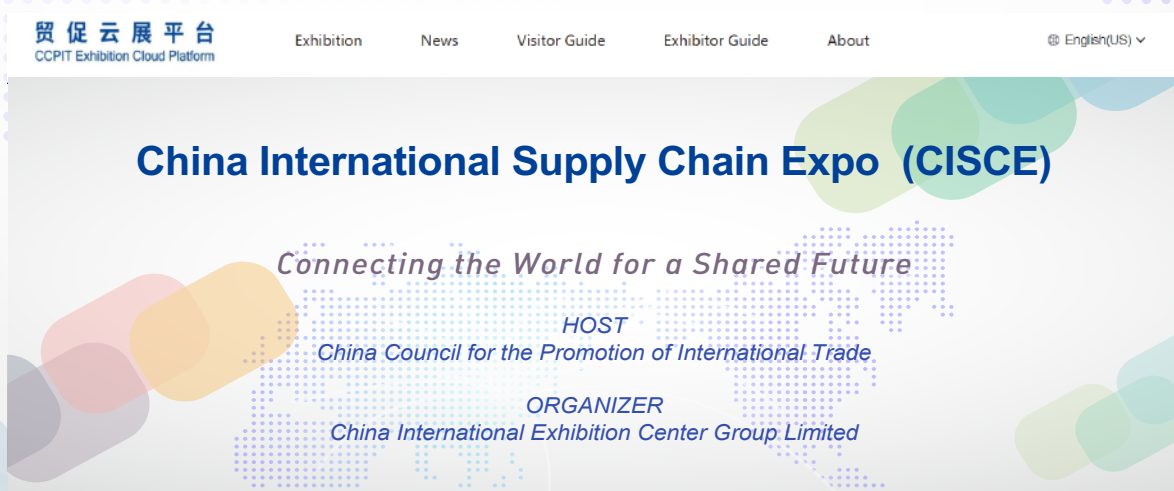 贸促云展平台
CCPIT Exhibition Cloud Platform
Exhibition News Visitor Guide Exhibitor Guide About English(US)
China International Supply Chain Expo (CISCE)
Connecting the World for a Shared Future
HOST
China Council for the Promotion of International Trade
ORGANIZER
China International Exhibition Center Group Limited